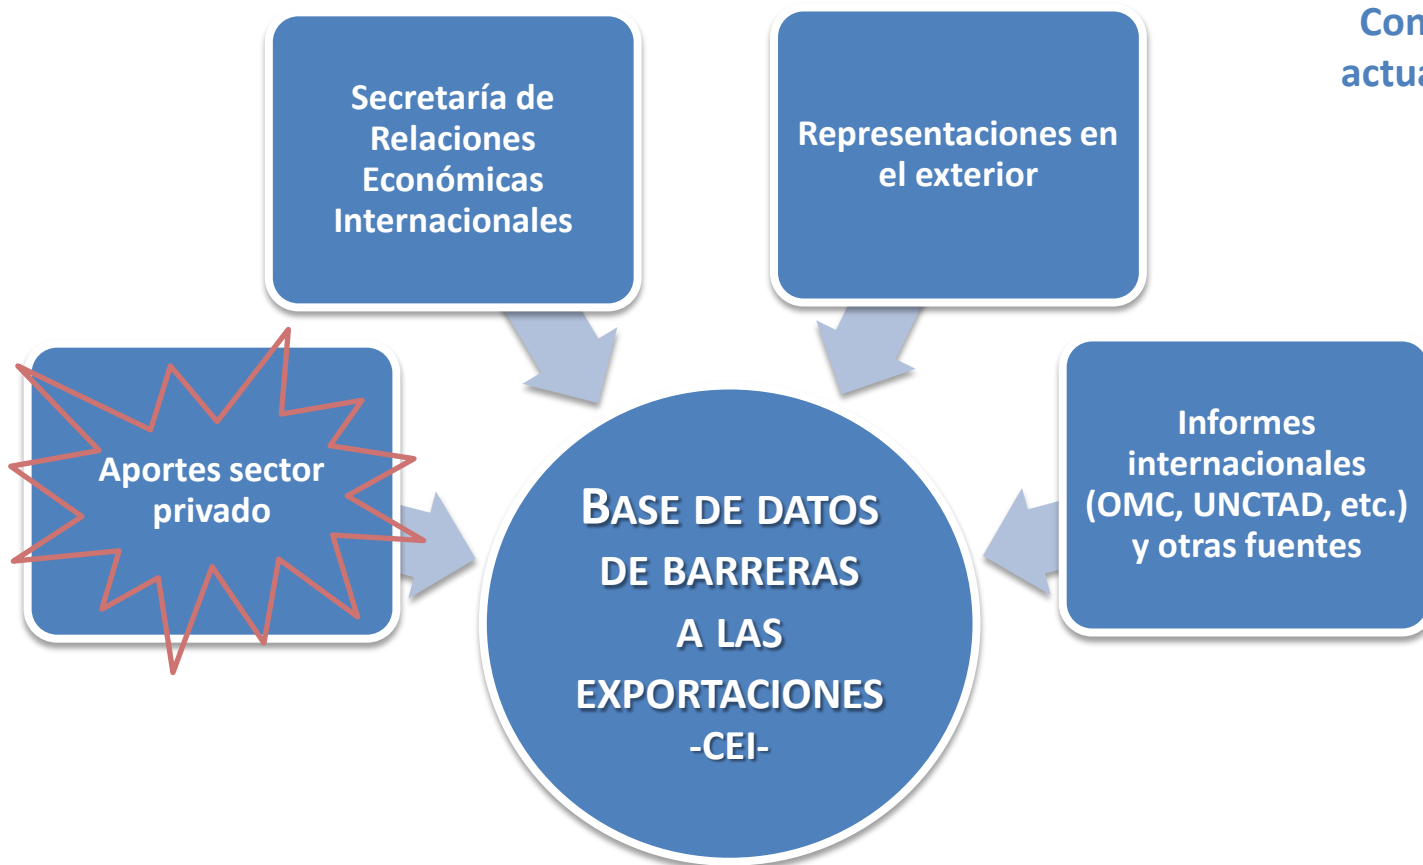 Secretaría de
Relaciones
Económicas
Internacionales
Representaciones en
el exterior
Aportes sector
privado
Informes
internacionales
(OMC, UNCTAD, etc.)
y otras fuentes
BASE DE DATOS
DE BARRERAS
A LAS
EXPORTACIONES
-CEI-